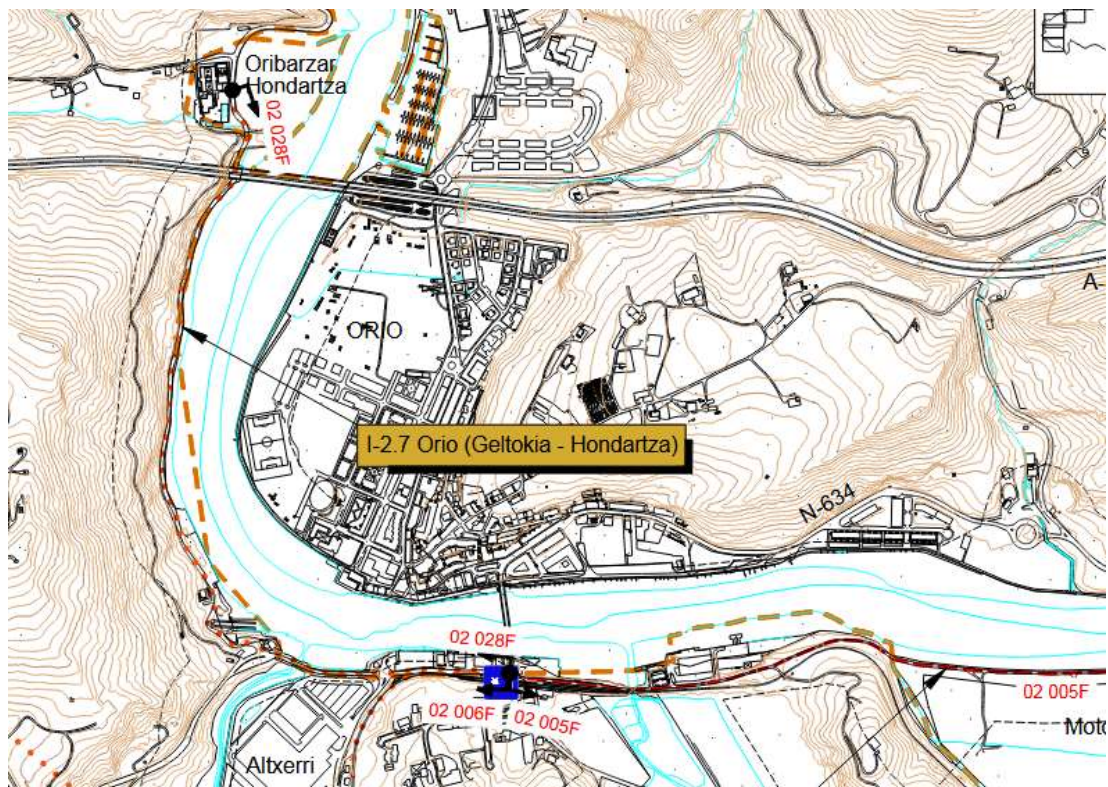 Oribarzar
Hondartza
02 028F
A-
ORIO
I-2.7 Orio (Geltokia - Hondartza)
N-634
02 028F
02 006F
02 005F
02 005F
Moto
Altxerri